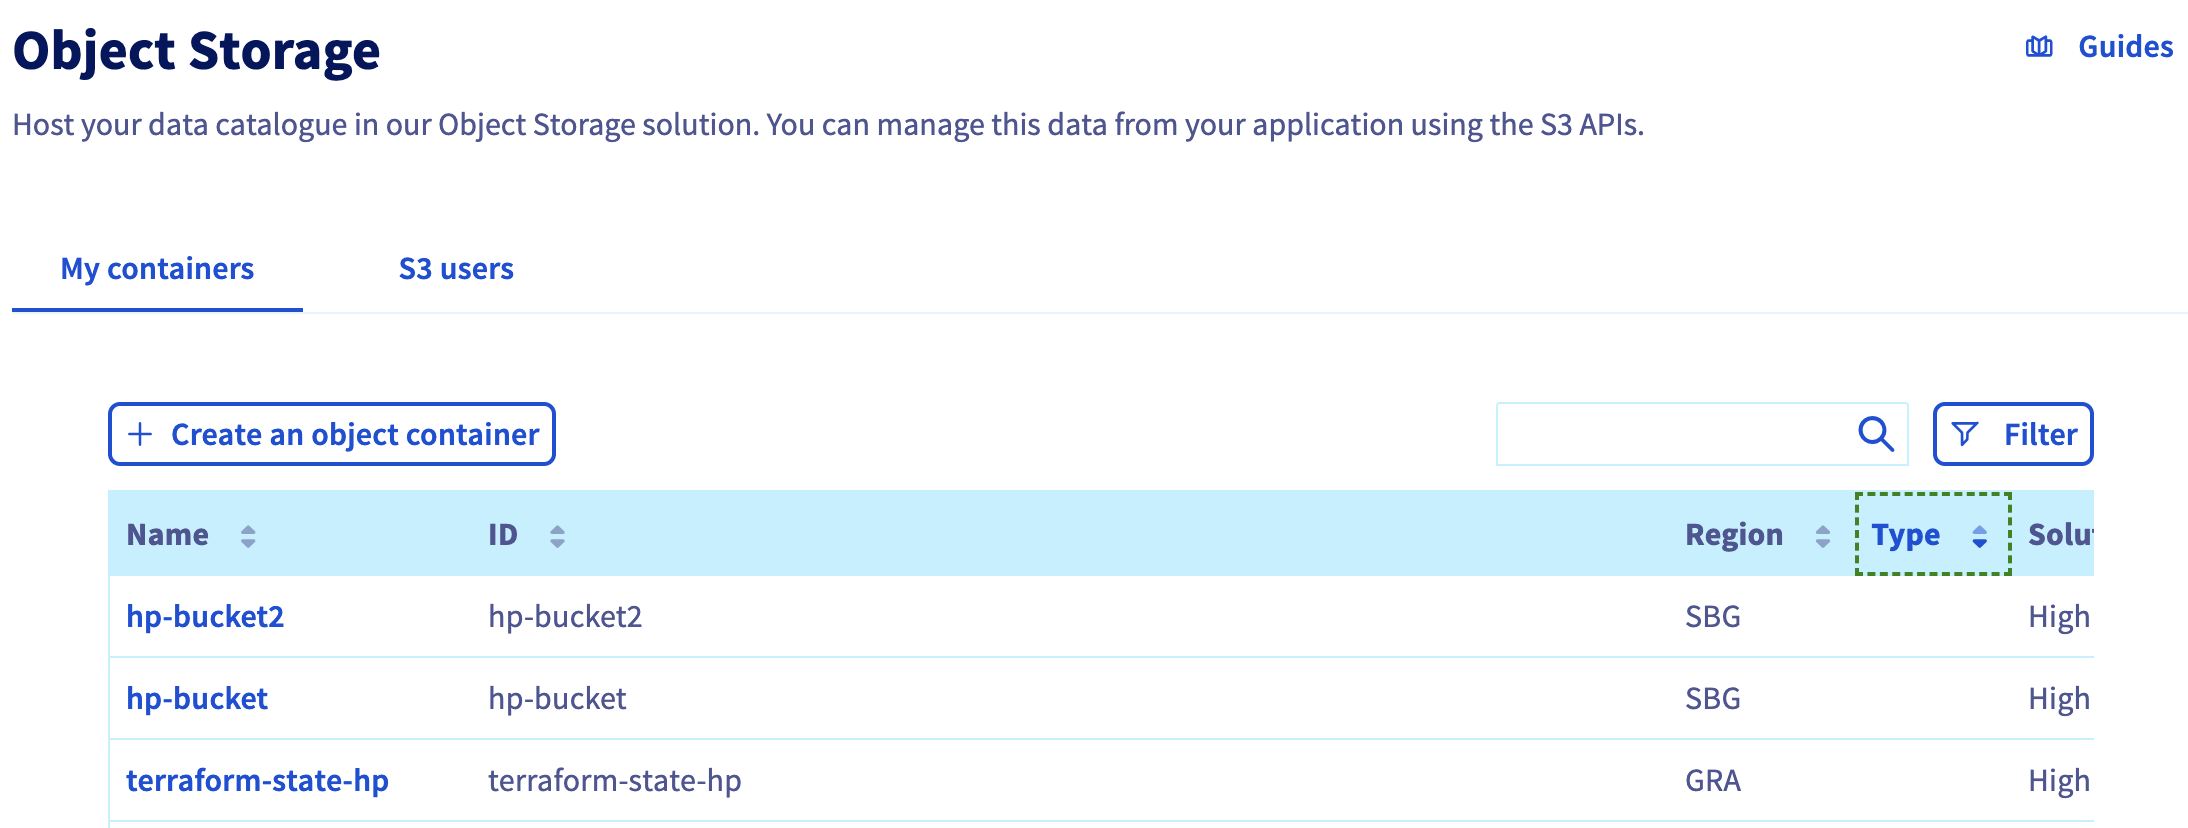 Object Storage
Guides
Host your data catalogue in our Object Storage solution. You can manage this data from your application using the S3 APIs.
My containers S3 users
Create an object container Filter
Name ID Region Type Solu
hp-bucket2 hp-bucket2 SBG High
hp-bucket hp-bucket SBG High
terraform-state-hp terraform-state-hp GRA High